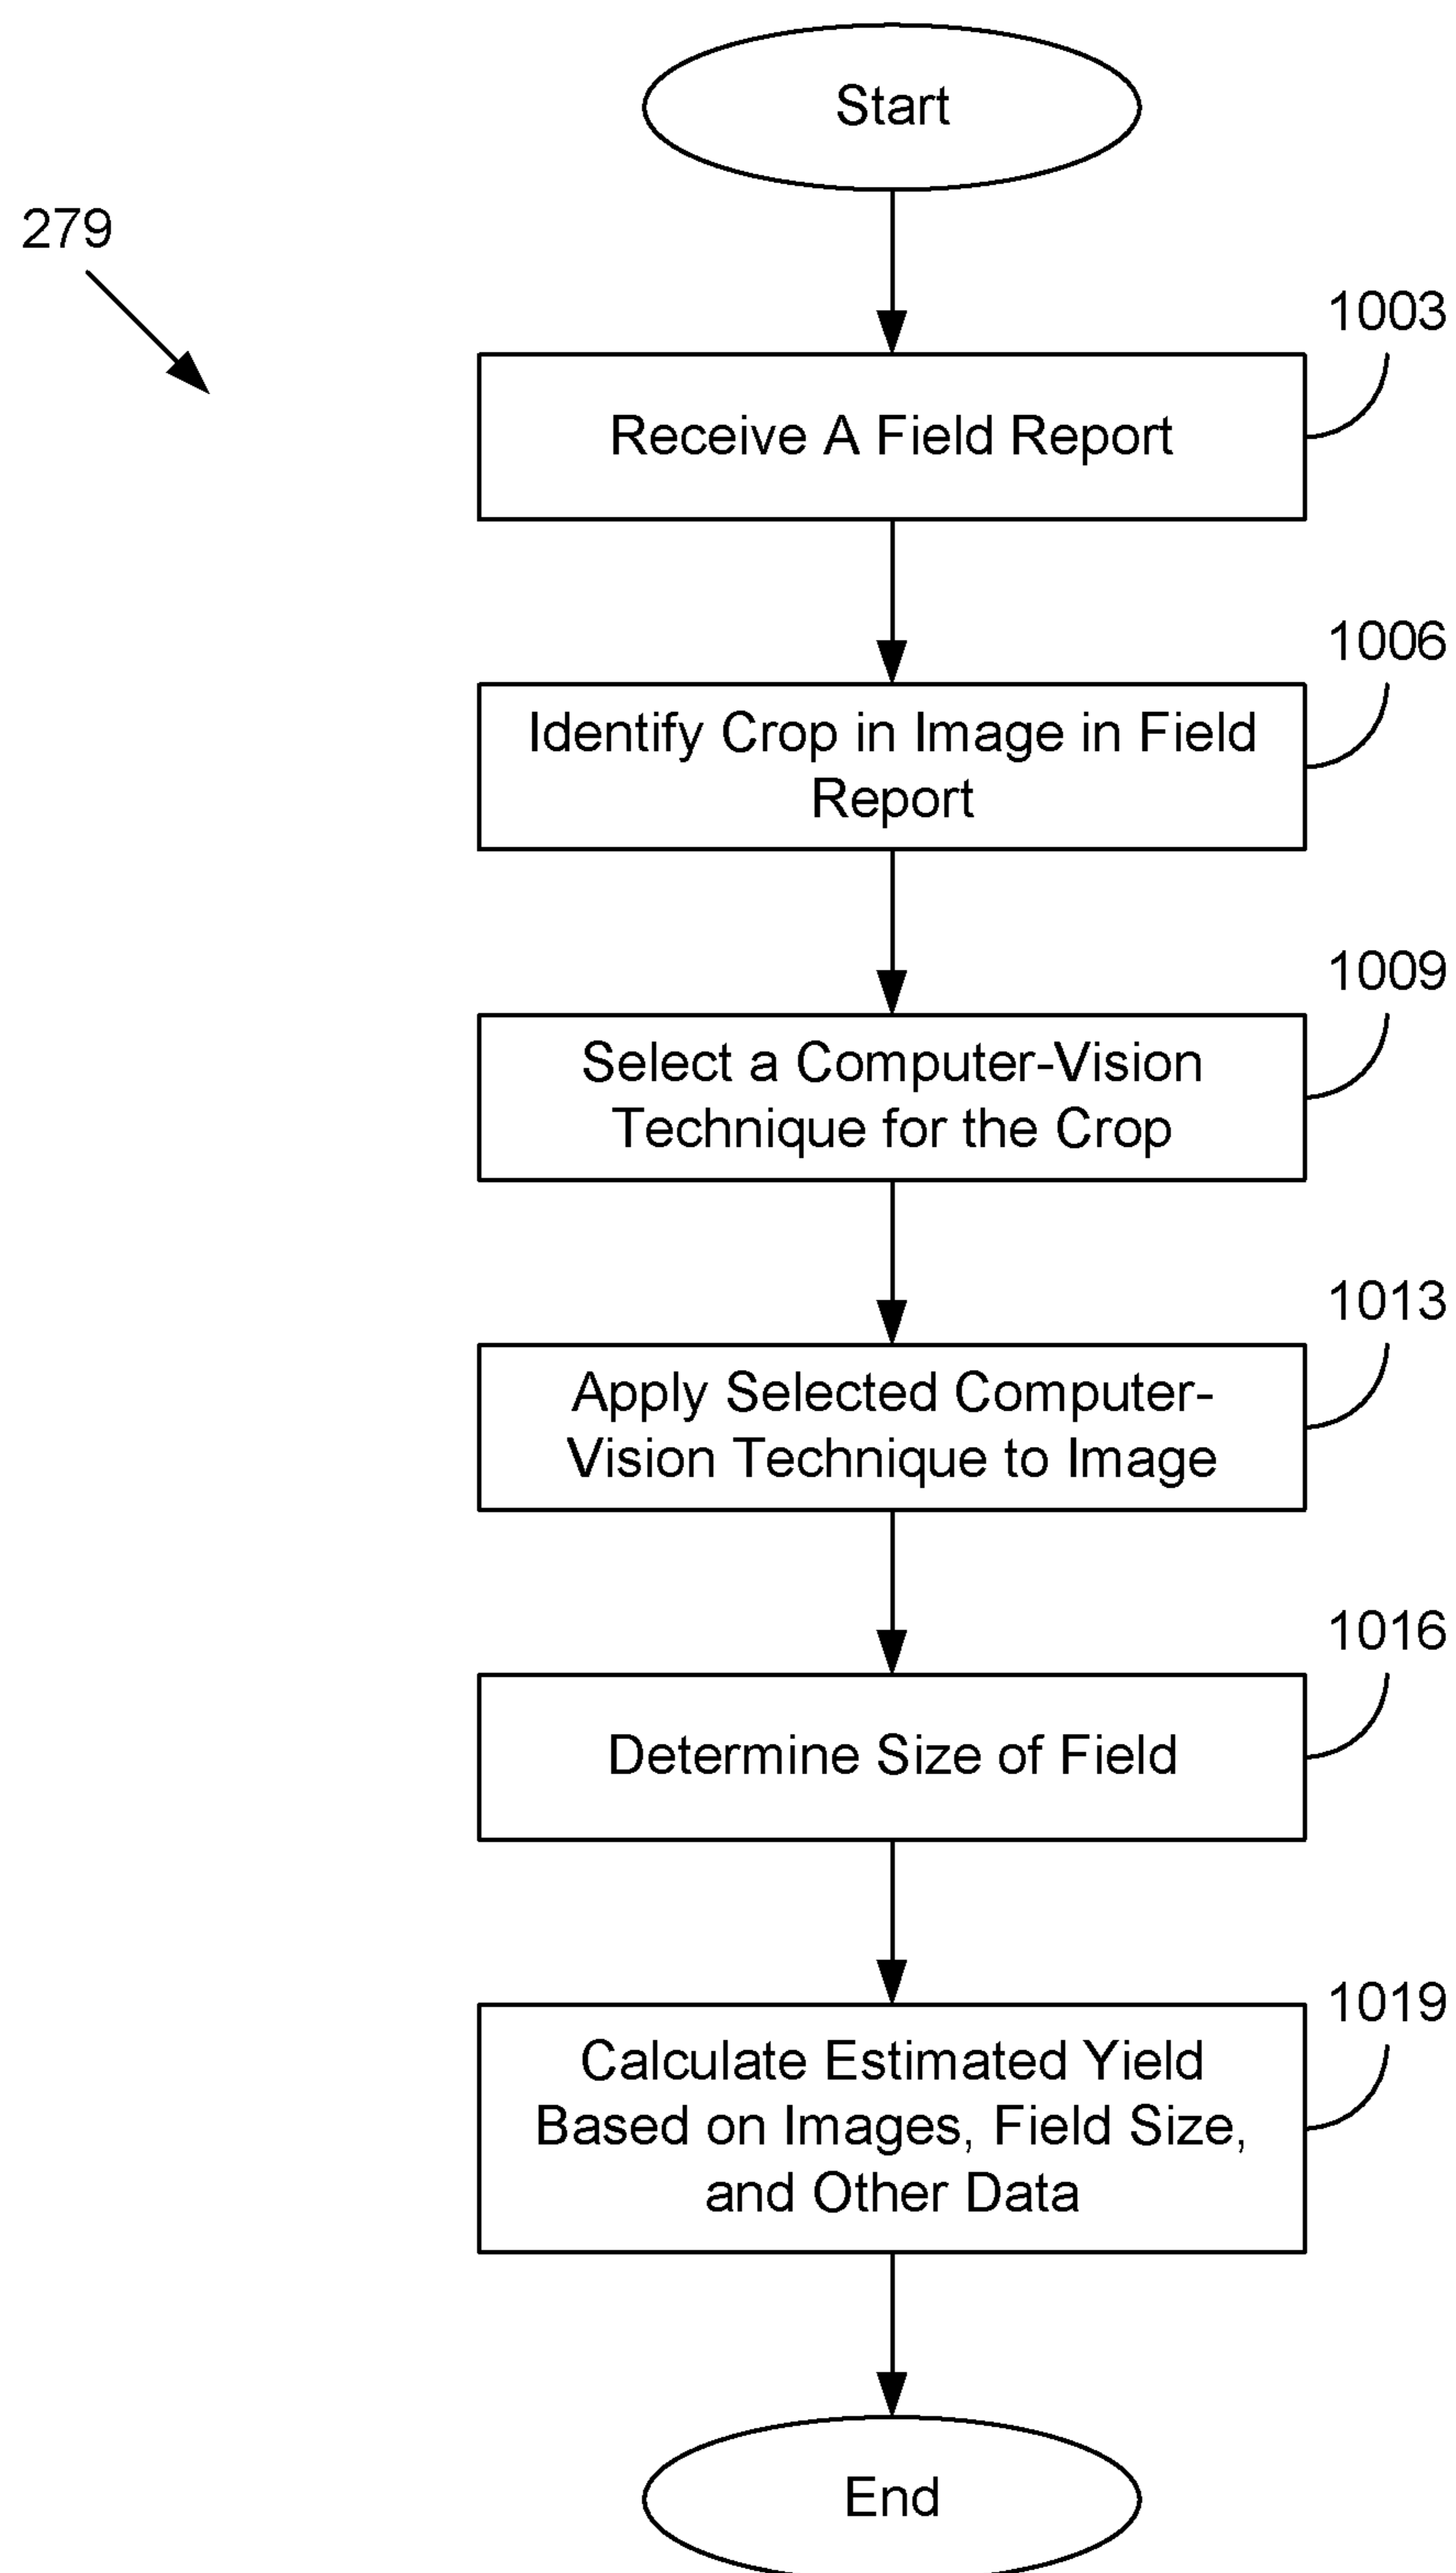 Start
279
1003
Receive A Field Report
1006
Identify Crop in Image in Field
Report
1009
Select a Computer-Vision
Technique for the Crop
1013
Apply Selected Computer-
Vision Technique to Image
1016
Determine Size of Field
1019
Calculate Estimated Yield
Based on Images, Field Size,
and Other Data
End